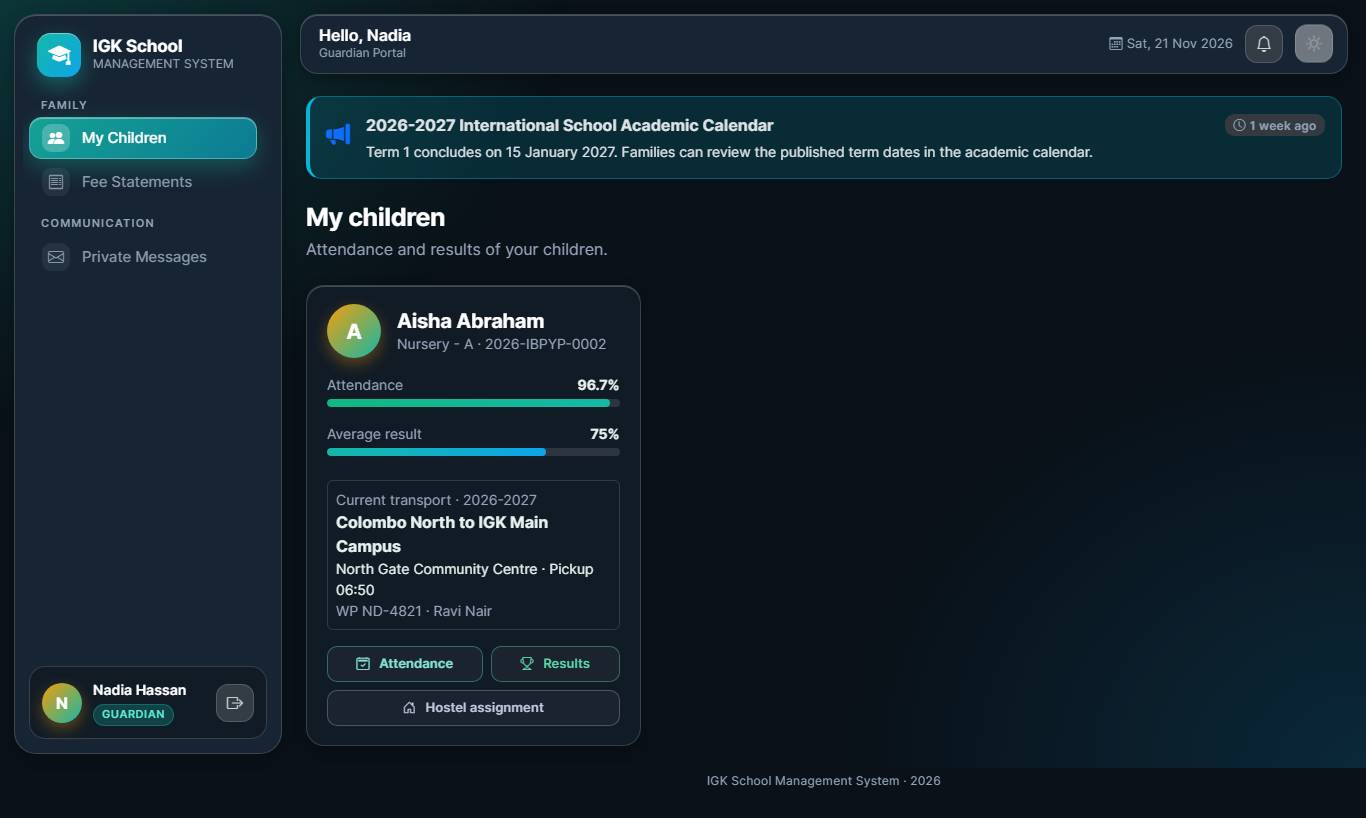 IGK School
MANAGEMENT SYSTEM
FAMILY
My Children
Fee Statements
COMMUNICATION
Private Messages
N
Nadia Hassan
GUARDIAN
Hello, Nadia
Guardian Portal
Sat, 21 Nov 2026
2026-2027 International School Academic Calendar
1 week ago
Term 1 concludes on 15 January 2027. Families can review the published term dates in the academic calendar.
My children
Attendance and results of your children.
A
Aisha Abraham
Nursery - A · 2026-IBPYP-0002
Attendance 96.7%
Average result 75%
Current transport · 2026-2027
Colombo North to IGK Main
Campus
North Gate Community Centre · Pickup
06:50
WP ND-4821 · Ravi Nair
Attendance
Results
Hostel assignment
IGK School Management System · 2026